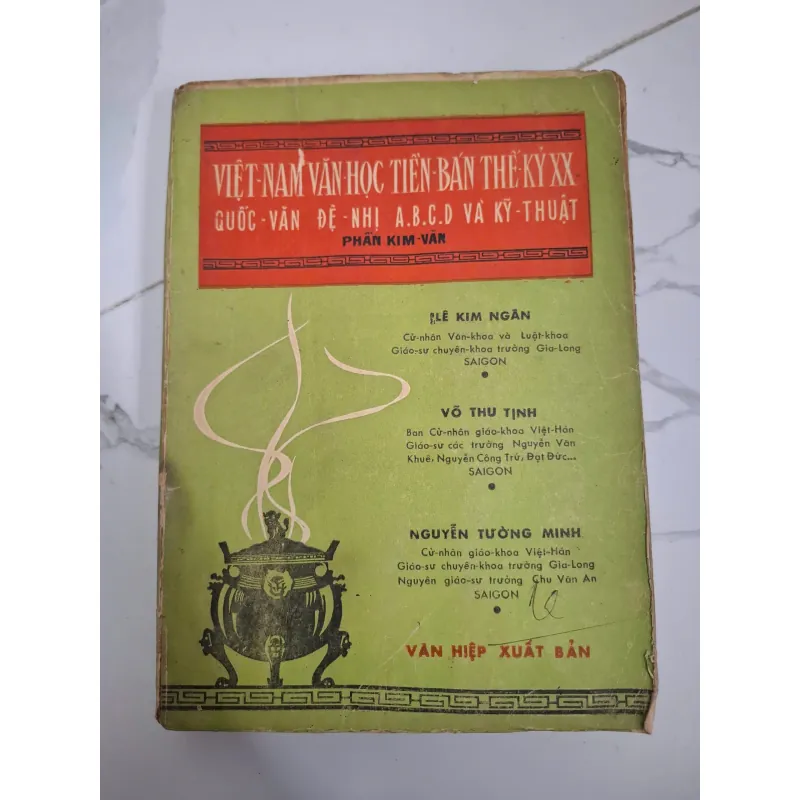 VIỆT-NAM VĂN-HỌC TIỀN-BÁN THẾ-KỶ XX
QUỐC-VĂN ĐỆ-NHỊ A.B.C.D VÀ KỸ-THUẬT
PHẦN KIM-VĂN
LÊ KIM NGÂN
Cử-nhân Văn-khoa và Luật-khoa
Giáo-sư chuyên-khoa trường Gia-Long
SAIGON
VÕ THU TỊNH
Ban Cử-nhân giáo-khoa Việt-Hán
Giáo-sư các trường Nguyễn Văn
Khuê, Nguyễn Công Trứ, Đạt Đức...
SAIGON
NGUYỄN TƯỜNG MINH
Cử-nhân giáo-khoa Việt-Hán
Giáo-sư chuyên-khoa trường Gia-Long
Nguyên giáo-sư trường Chu Văn An
SAIGON
VĂN HIỆP XUẤT BẢN